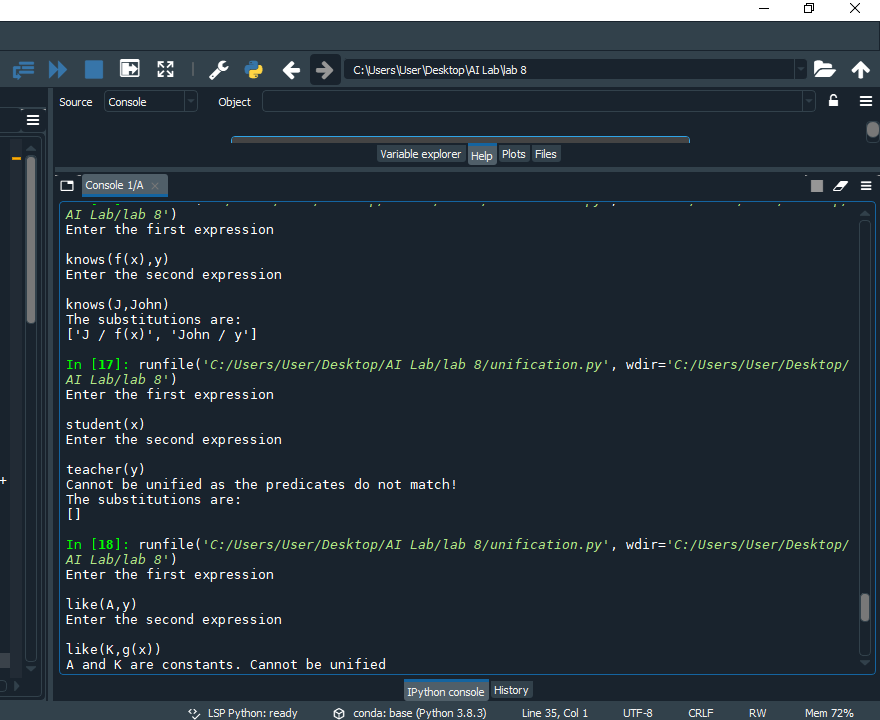 C:\Users\User\Desktop\AI Lab\lab 8
Source Console Object
Variable explorer Help Plots Files
Console 1/A
AI Lab/lab 8')
Enter the first expression
knows(f(x),y)
Enter the second expression
knows(J,John)
The substitutions are:
['J / f(x)', 'John / y']
In [17]: runfile('C:/Users/User/Desktop/AI Lab/lab 8/unification.py', wdir='C:/Users/User/Desktop/
AI Lab/lab 8')
Enter the first expression
student(x)
Enter the second expression
teacher(y)
Cannot be unified as the predicates do not match!
The substitutions are:
[]
In [18]: runfile('C:/Users/User/Desktop/AI Lab/lab 8/unification.py', wdir='C:/Users/User/Desktop/
AI Lab/lab 8')
Enter the first expression
like(A,y)
Enter the second expression
like(K,g(x))
A and K are constants. Cannot be unified
IPython console History
LSP Python: ready conda: base (Python 3.8.3) Line 35, Col 1 UTF-8 CRLF RW Mem 72%